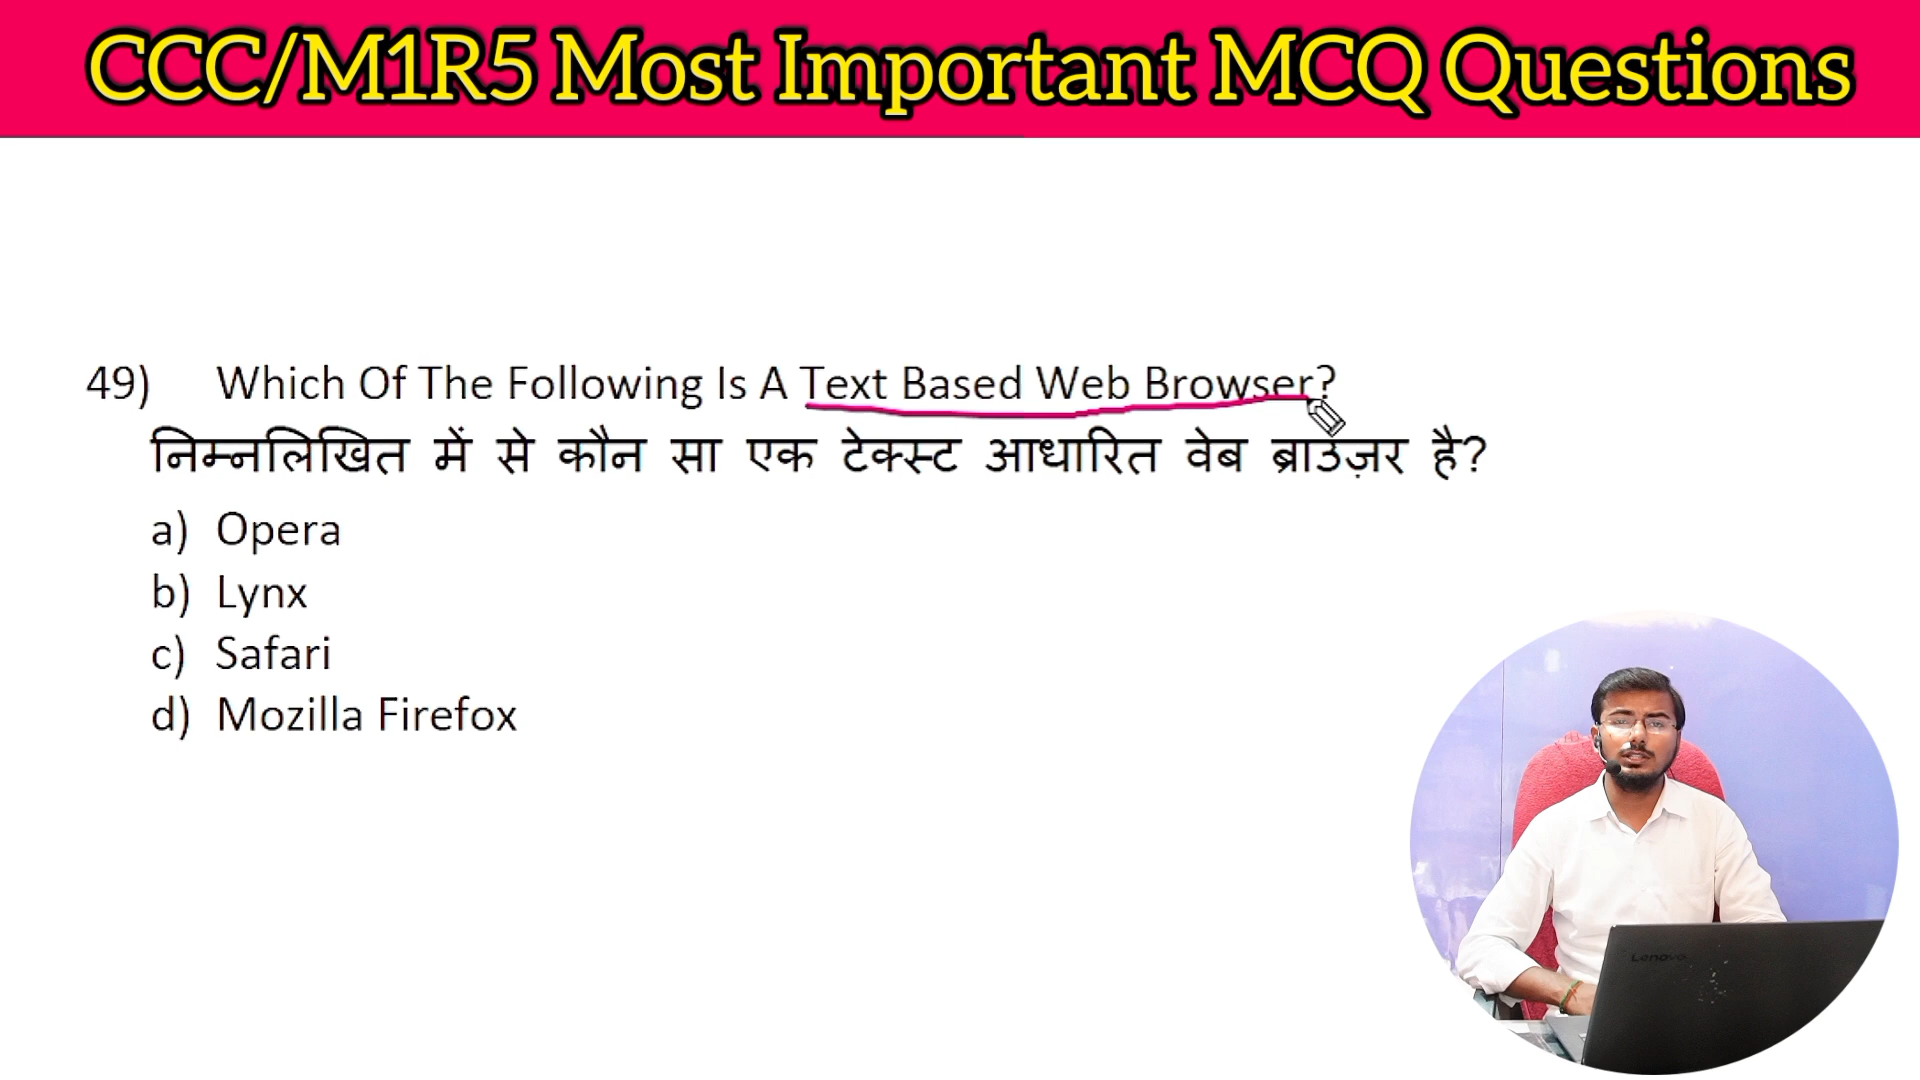 CCC/M1R5 Most Important MCQ Questions
49) Which Of The Following Is A Text Based Web Browser?
निम्नलिखित में से कौन सा एक टेक्स्ट आधारित वेब ब्राउज़र है?
a) Opera
b) Lynx
c) Safari
d) Mozilla Firefox
Lenovo